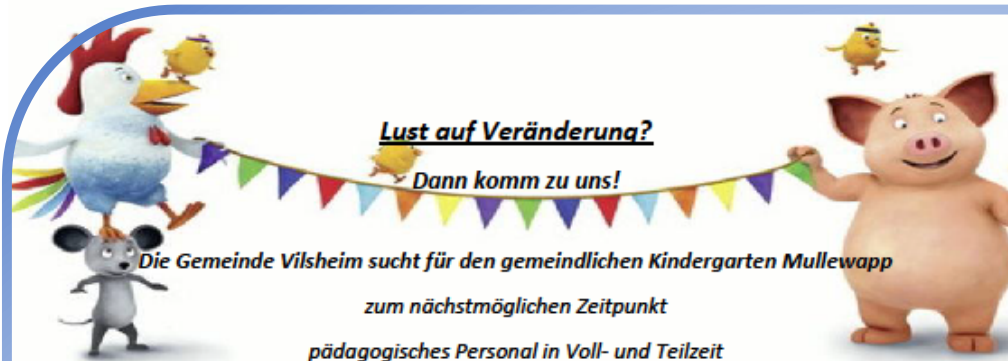 Lust auf Veränderung?
Dann komm zu uns!
Die Gemeinde Vilsheim sucht für den gemeindlichen Kindergarten Mullewapp
zum nächstmöglichen Zeitpunkt
pädagogisches Personal in Voll- und Teilzeit